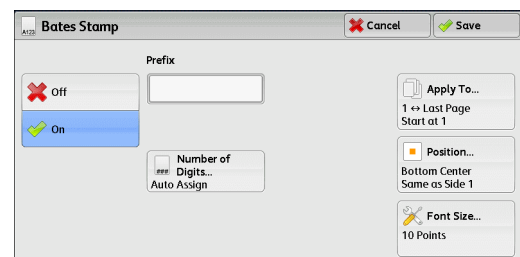 A123 Bates Stamp
Cancel
Save
Prefix
Off
On
Apply To...
1 ↔ Last Page
Start at 1
### Number of
Digits...
Auto Assign
Position...
Bottom Center
Same as Side 1
Font Size...
10 Points